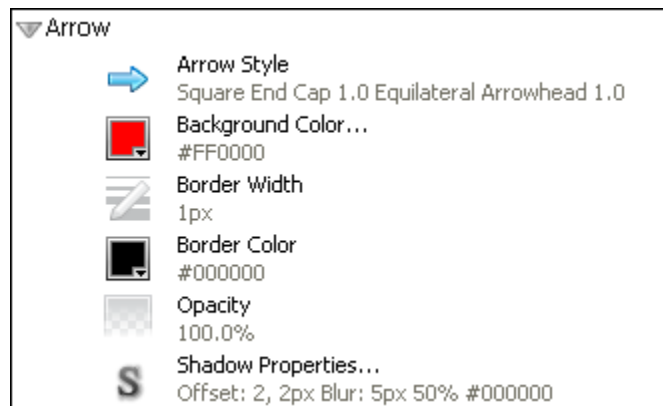 Arrow
Arrow Style
Square End Cap 1.0 Equilateral Arrowhead 1.0
Background Color...
#FF0000
Border Width
1px
Border Color
#000000
Opacity
100.0%
Shadow Properties...
S
Offset: 2, 2px Blur: 5px 50% #000000